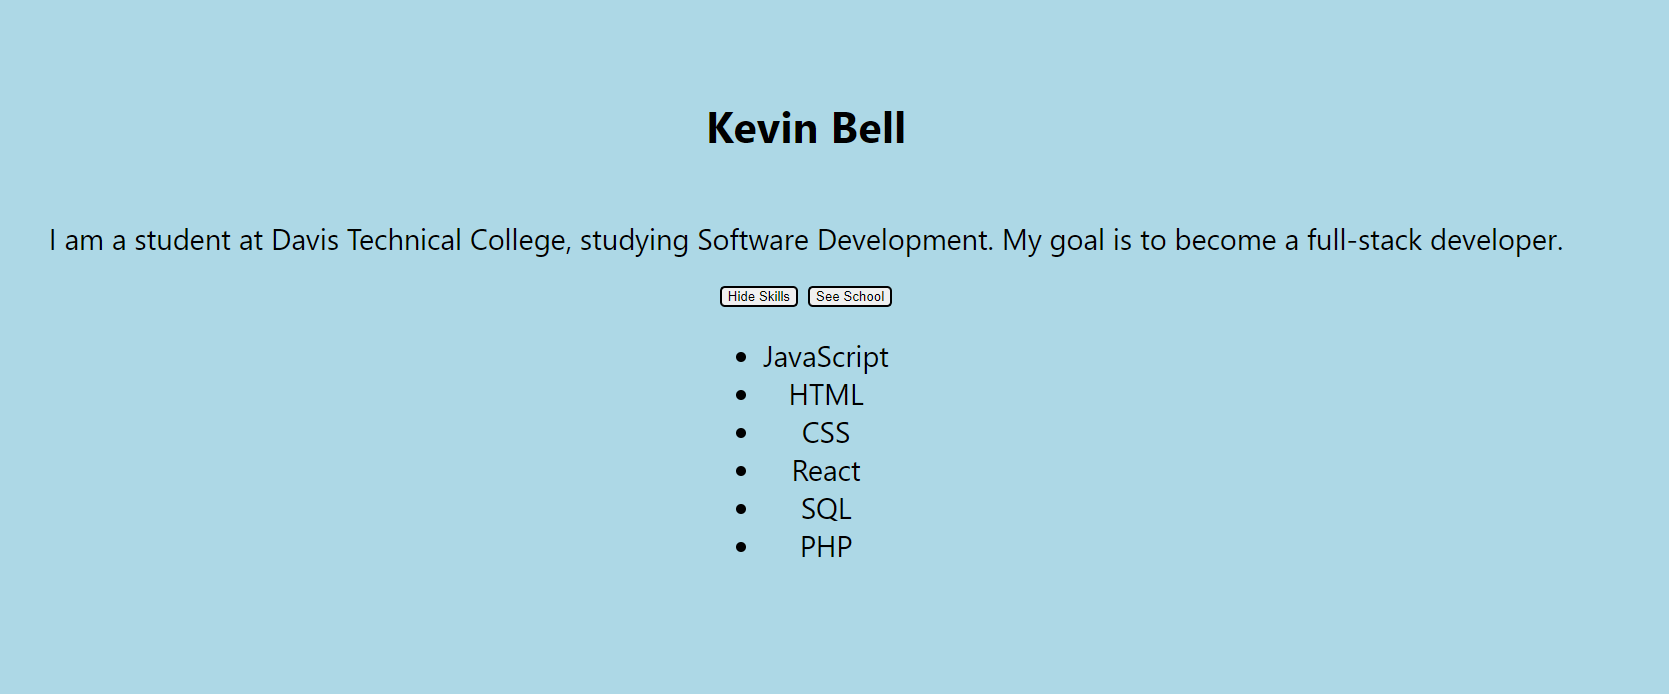 Kevin Bell
I am a student at Davis Technical College, studying Software Development. My goal is to become a full-stack developer.
Hide Skills See School
• JavaScript
• HTML
• CSS
• React
• SQL
• PHP